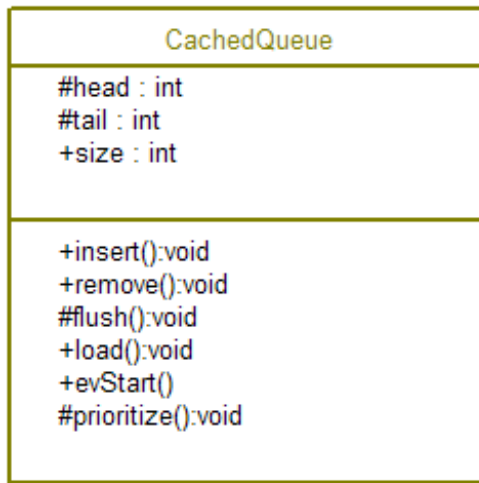 CachedQueue
#head : int
#tail : int
+size : int
+insert():void
+remove():void
#flush():void
+load():void
+evStart()
#prioritize():void